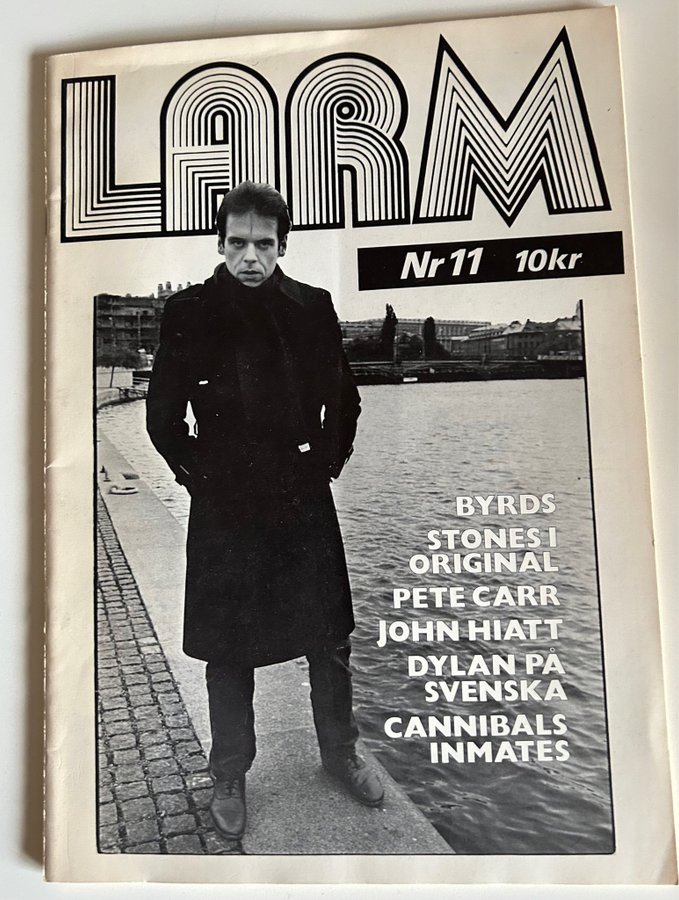 LARM
Nr 11 10kr
BYRDS
STONES I
ORIGINAL
PETE CARR
JOHN HIATT
DYLAN PÅ
SVENSKA
CANNIBALS
INMATES